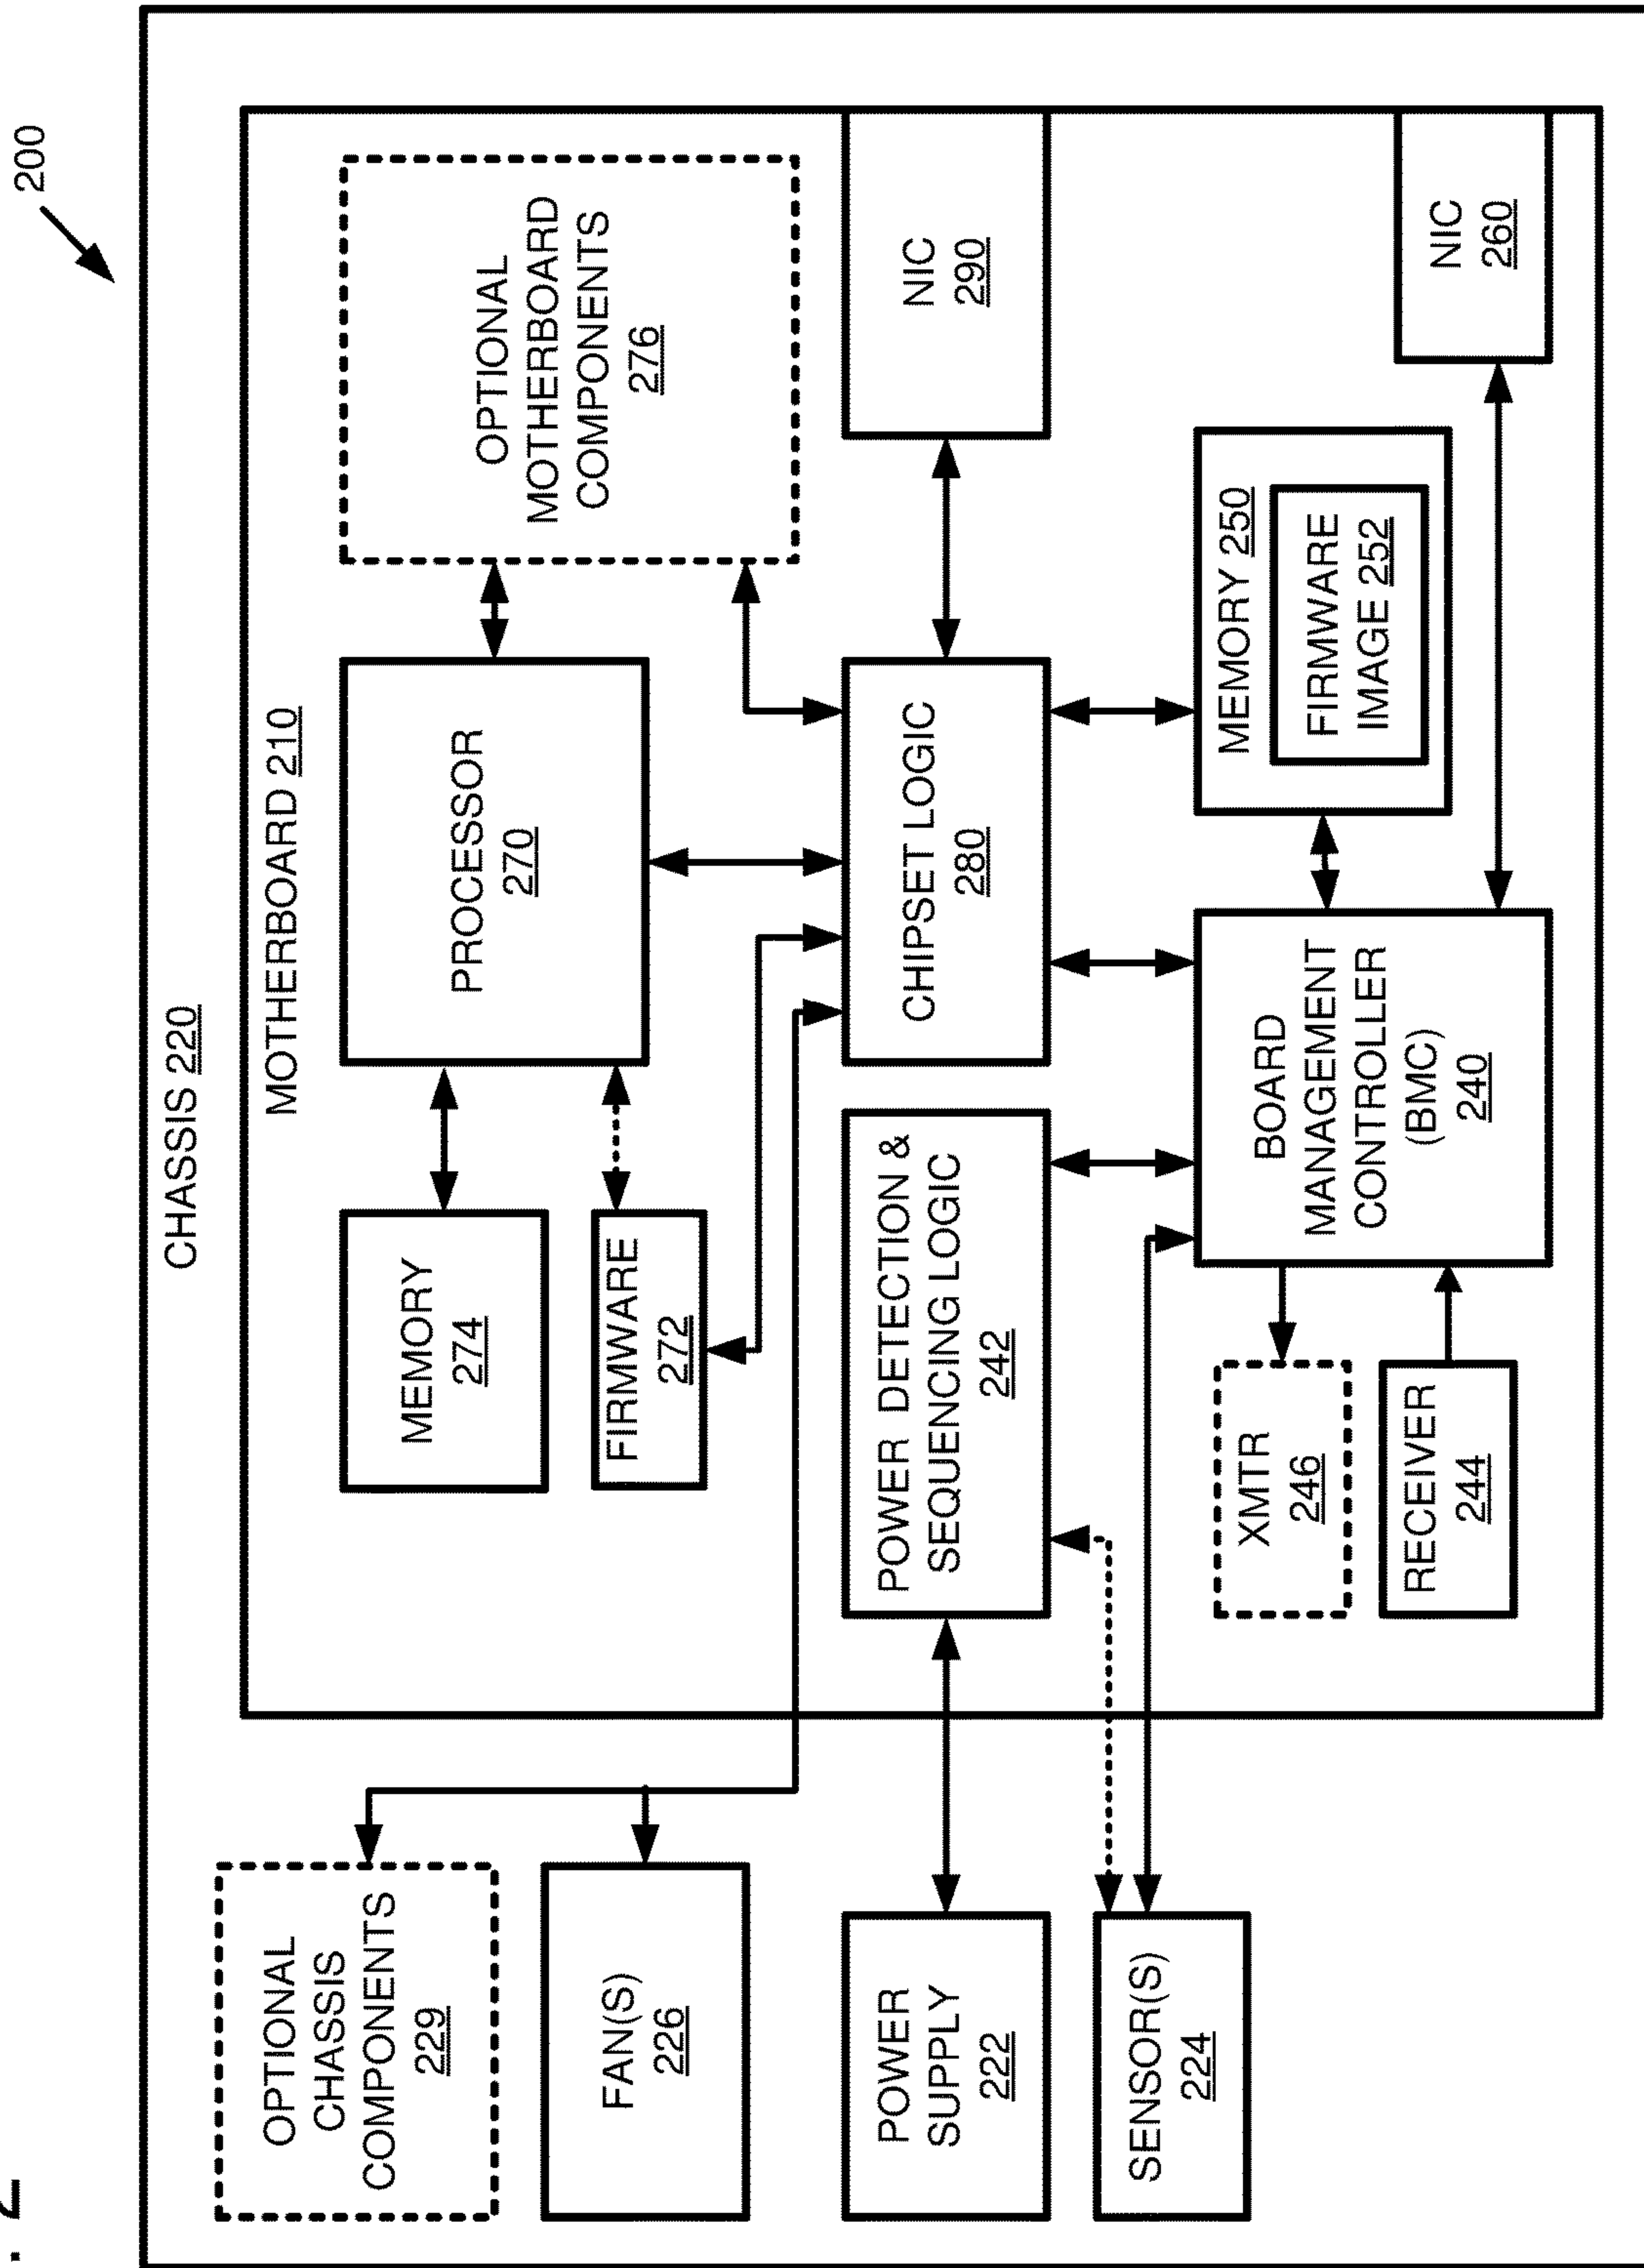 200
CHASSIS 220
MOTHERBOARD 210
OPTIONAL
CHASSIS
COMPONENTS
229
FAN(S)
226
POWER
SUPPLY
222
SENSOR(S)
224
MEMORY
274
FIRMWARE
272
PROCESSOR
270
OPTIONAL
MOTHERBOARD
COMPONENTS
276
POWER DETECTION &
SEQUENCING LOGIC
242
CHIPSET LOGIC
280
NIC
290
XMTR
246
RECEIVER
244
BOARD
MANAGEMENT
CONTROLLER
(BMC)
240
MEMORY 250
FIRMWARE
IMAGE 252
NIC
260